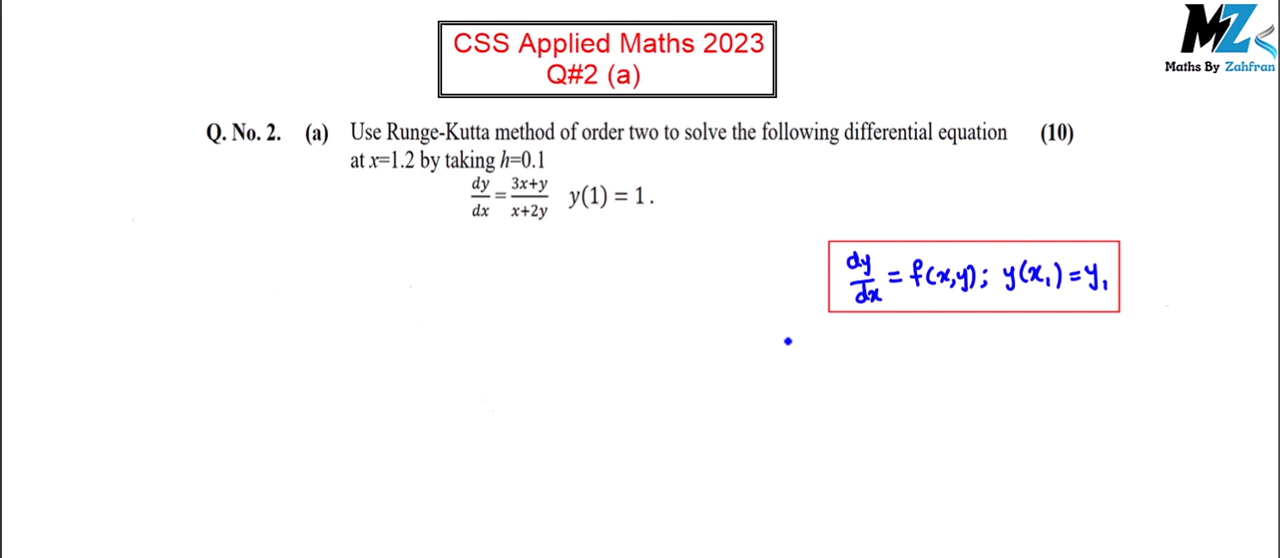 CSS Applied Maths 2023
Q#2 (a)
MZ
Maths By Zahfran
Q. No. 2. (a) Use Runge-Kutta method of order two to solve the following differential equation (10)
at x=1.2 by taking h=0.1
dy/dx = 3x+y/x+2y y(1) = 1.
dy/dx = f(x,y); y(x₁) = y₁